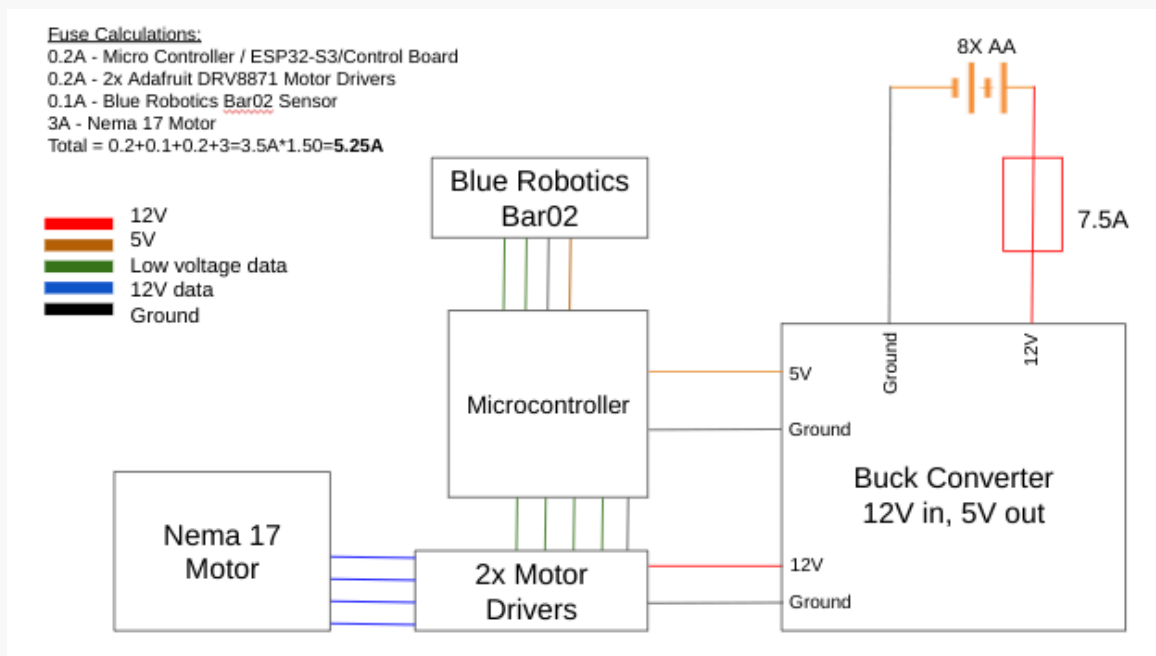 Fuse Calculations:
0.2A - Micro Controller / ESP32-S3/Control Board
0.2A - 2x Adafruit DRV8871 Motor Drivers
0.1A - Blue Robotics Bar02 Sensor
3A - Nema 17 Motor
Total = 0.2+0.1+0.2+3=3.5A*1.50=5.25A
8X AA
7.5A
12V
5V
Low voltage data
12V data
Ground
Blue Robotics
Bar02
Microcontroller
Ground
12V
5V
Ground
Buck Converter
12V in, 5V out
12V
Ground
Nema 17
Motor
2x Motor
Drivers